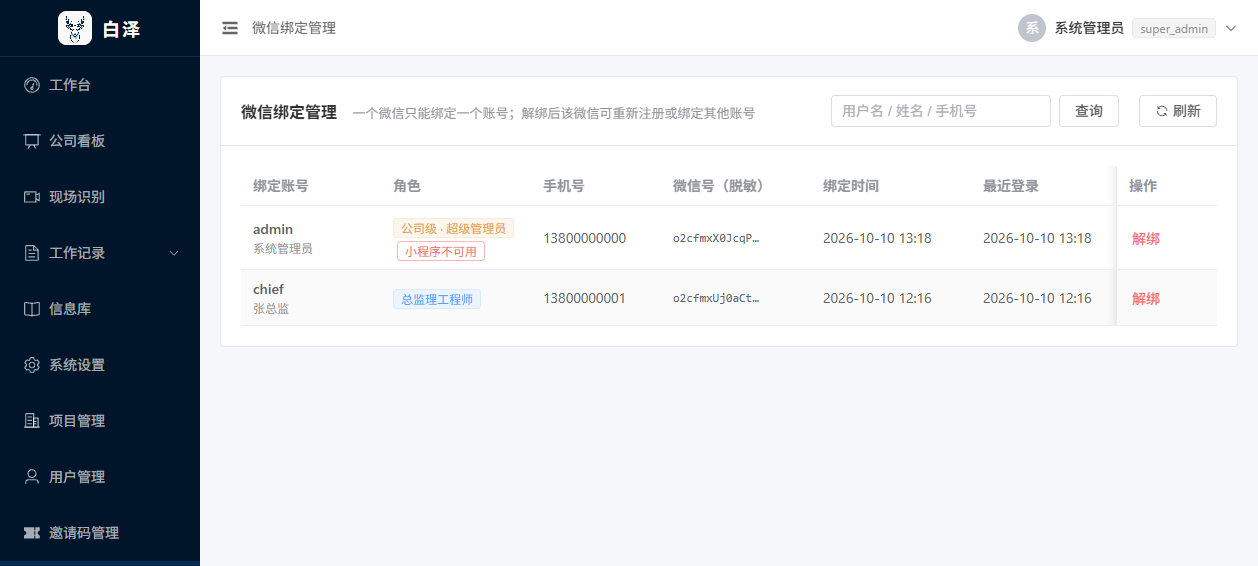 白泽
微信绑定管理
系 系统管理员 super_admin
工作台
公司看板
现场识别
工作记录
信息库
系统设置
项目管理
用户管理
邀请码管理
微信绑定管理 一个微信只能绑定一个账号；解绑后该微信可重新注册或绑定其他账号 用户名 / 姓名 / 手机号 查询 刷新
绑定账号 角色 手机号 微信号（脱敏） 绑定时间 最近登录 操作
admin 公司级 · 超级管理员 13800000000 o2cfmxX0JcqP… 2026-10-10 13:18 2026-10-10 13:18 解绑
系统管理员 小程序不可用
chief 总监理工程师 13800000001 o2cfmxUj0aCt… 2026-10-10 12:16 2026-10-10 12:16 解绑
张总监